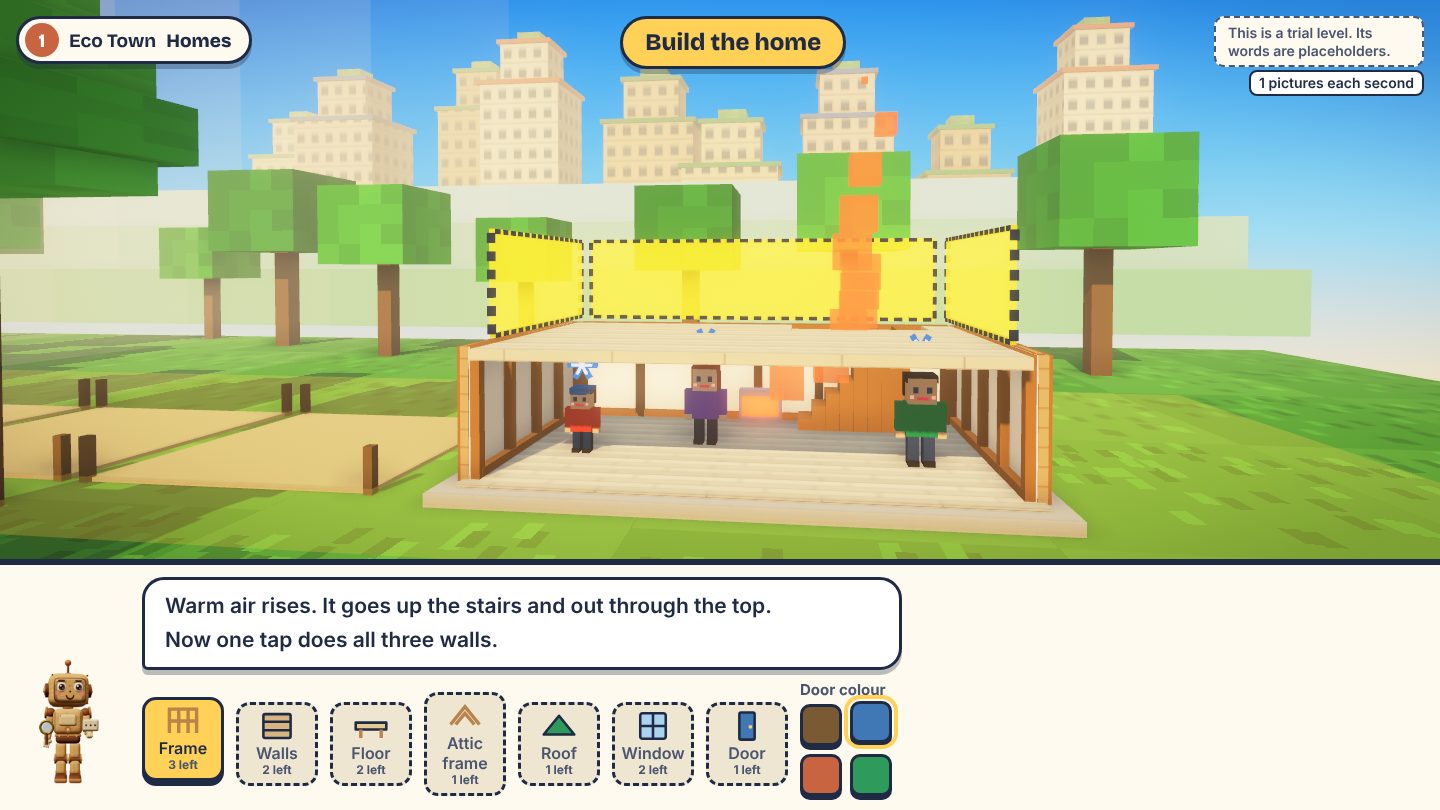 1 Eco Town Homes
Build the home
This is a trial level. Its
words are placeholders.
1 pictures each second
Warm air rises. It goes up the stairs and out through the top.
Now one tap does all three walls.
Door colour
Frame
3 left
Walls
2 left
Floor
2 left
Attic
frame
1 left
Roof
1 left
Window
2 left
Door
1 left